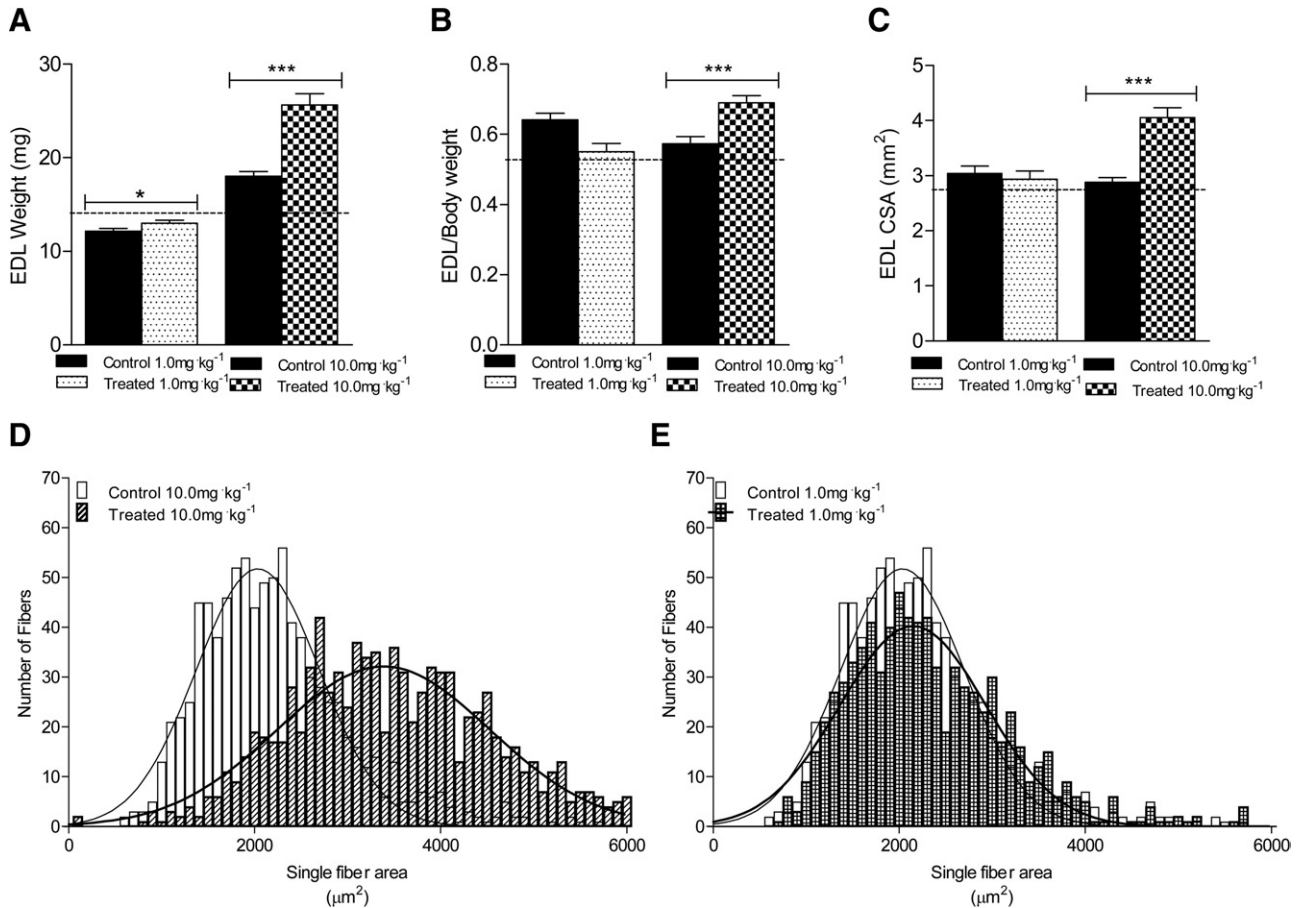 A
EDL Weight (mg)
30
20
10
0
*
***
Control 1.0mg·kg⁻¹
Treated 1.0mg·kg⁻¹
Control 10.0mg·kg⁻¹
Treated 10.0mg·kg⁻¹
B
EDL/Body weight
0.8
0.6
0.4
0.2
0.0
***
Control 1.0mg·kg⁻¹
Treated 1.0mg·kg⁻¹
Control 10.0mg·kg⁻¹
Treated 10.0mg·kg⁻¹
C
EDL CSA (mm²)
5
4
3
2
1
0
***
Control 1.0mg·kg⁻¹
Treated 1.0mg·kg⁻¹
Control 10.0mg·kg⁻¹
Treated 10.0mg·kg⁻¹
D
Number of Fibers
70
60
50
40
30
20
10
0
Control 10.0mg·kg⁻¹
Treated 10.0mg·kg⁻¹
0 2000 4000 6000
Single fiber area
(μm²)
E
Number of Fibers
70
60
50
40
30
20
10
0
Control 1.0mg·kg⁻¹
Treated 1.0mg·kg⁻¹
0 2000 4000 6000
Single fiber area
(μm²)